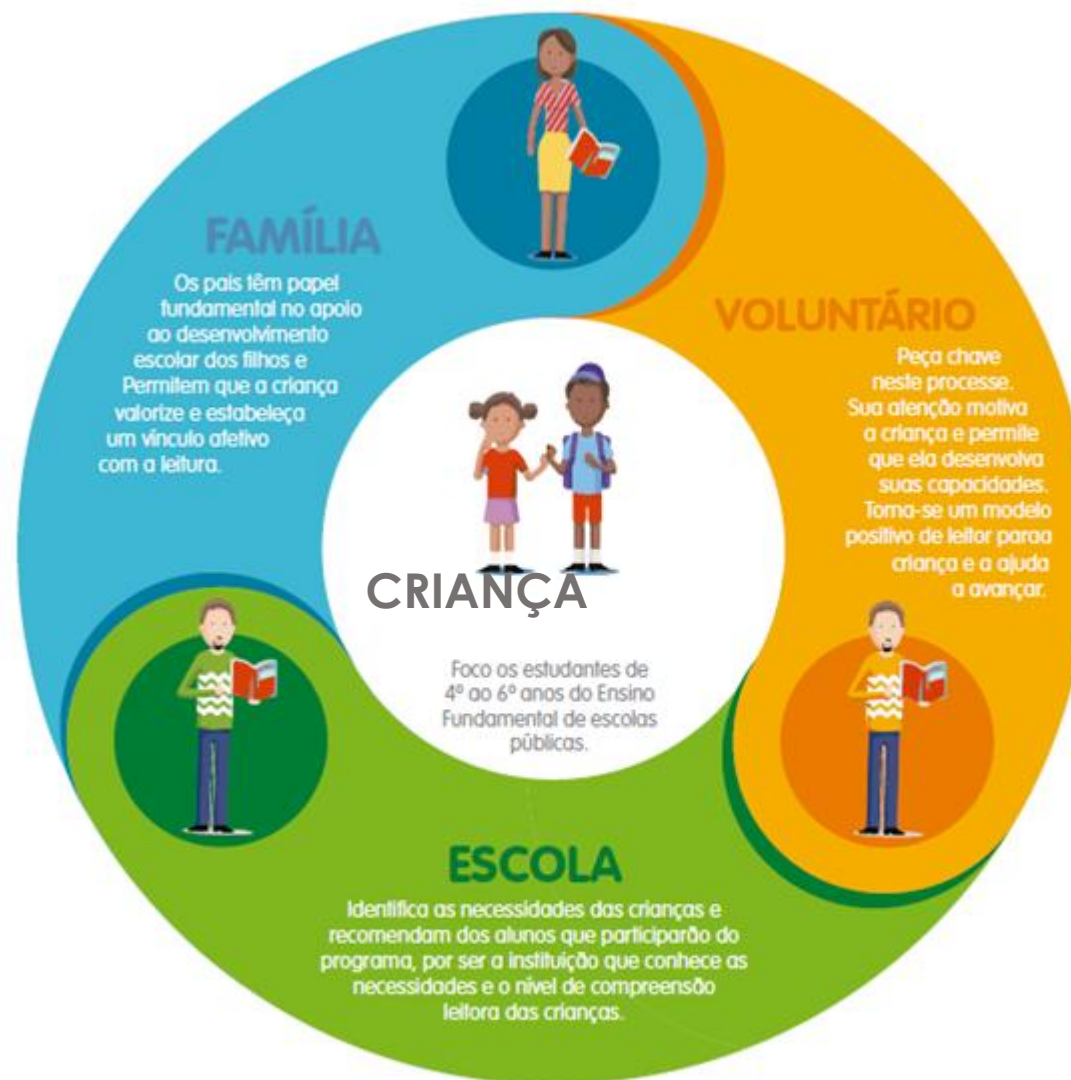 FAMÍLIA
Os pais têm papel
fundamental no apoio
ao desenvolvimento
escolar dos filhos e
Permitem que a criança
valorize e estabeleça
um vínculo afetivo
com a leitura.
VOLUNTÁRIO
Peça chave
neste processe.
Sua atenção motiva
a criança e permite
que ela desenvolva
suas capacidades.
Torna-se um modelo
positivo de leitor paraa
criança e a ajuda
a avançar.
CRIANÇA
Foco os estudantes de
4º ao 6º anos do Ensino
Fundamental de escolas
públicas.
ESCOLA
Identifica as necessidades das crianças e
recomendam dos alunos que participarão do
programa, por ser a instituição que conhece as
necessidades e o nível de compreensão
leitora das crianças.